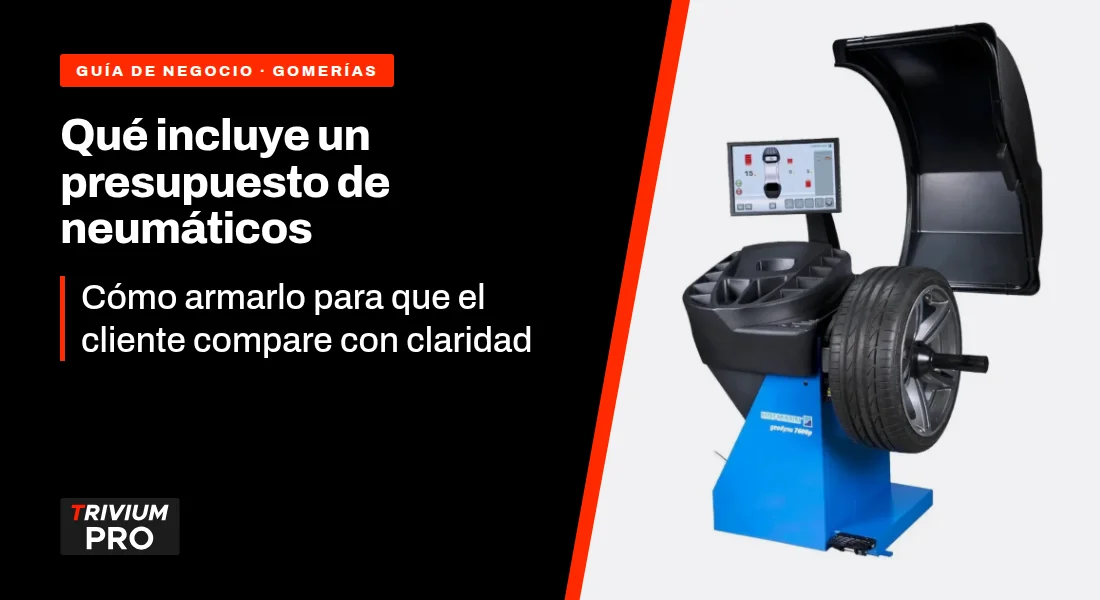 GUÍA DE NEGOCIO · GOMERÍAS
Qué incluye un
presupuesto de
neumáticos
Cómo armarlo para que el
cliente compare con claridad
TRIVIUM
PRO
15